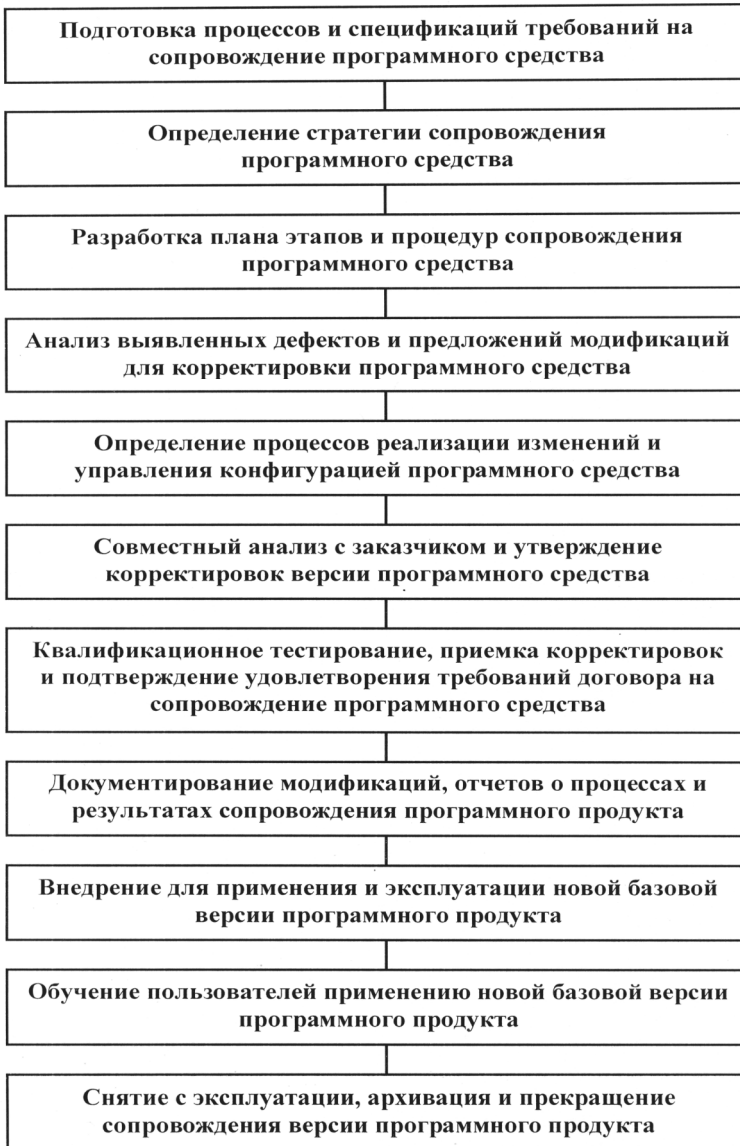 Подготовка процессов и спецификаций требований на
сопровождение программного средства
Определение стратегии сопровождения
программного средства
Разработка плана этапов и процедур сопровождения
программного средства
Анализ выявленных дефектов и предложений модификаций
для корректировки программного средства
Определение процессов реализации изменений и
управления конфигурацией программного средства
Совместный анализ с заказчиком и утверждение
корректировок версии программного средства
Квалификационное тестирование, приемка корректировок
и подтверждение удовлетворения требований договора на
сопровождение программного средства
Документирование модификаций, отчетов о процессах и
результатах сопровождения программного продукта
Внедрение для применения и эксплуатации новой базовой
версии программного продукта
Обучение пользователей применению новой базовой версии
программного продукта
Снятие с эксплуатации, архивация и прекращение
сопровождения версии программного продукта